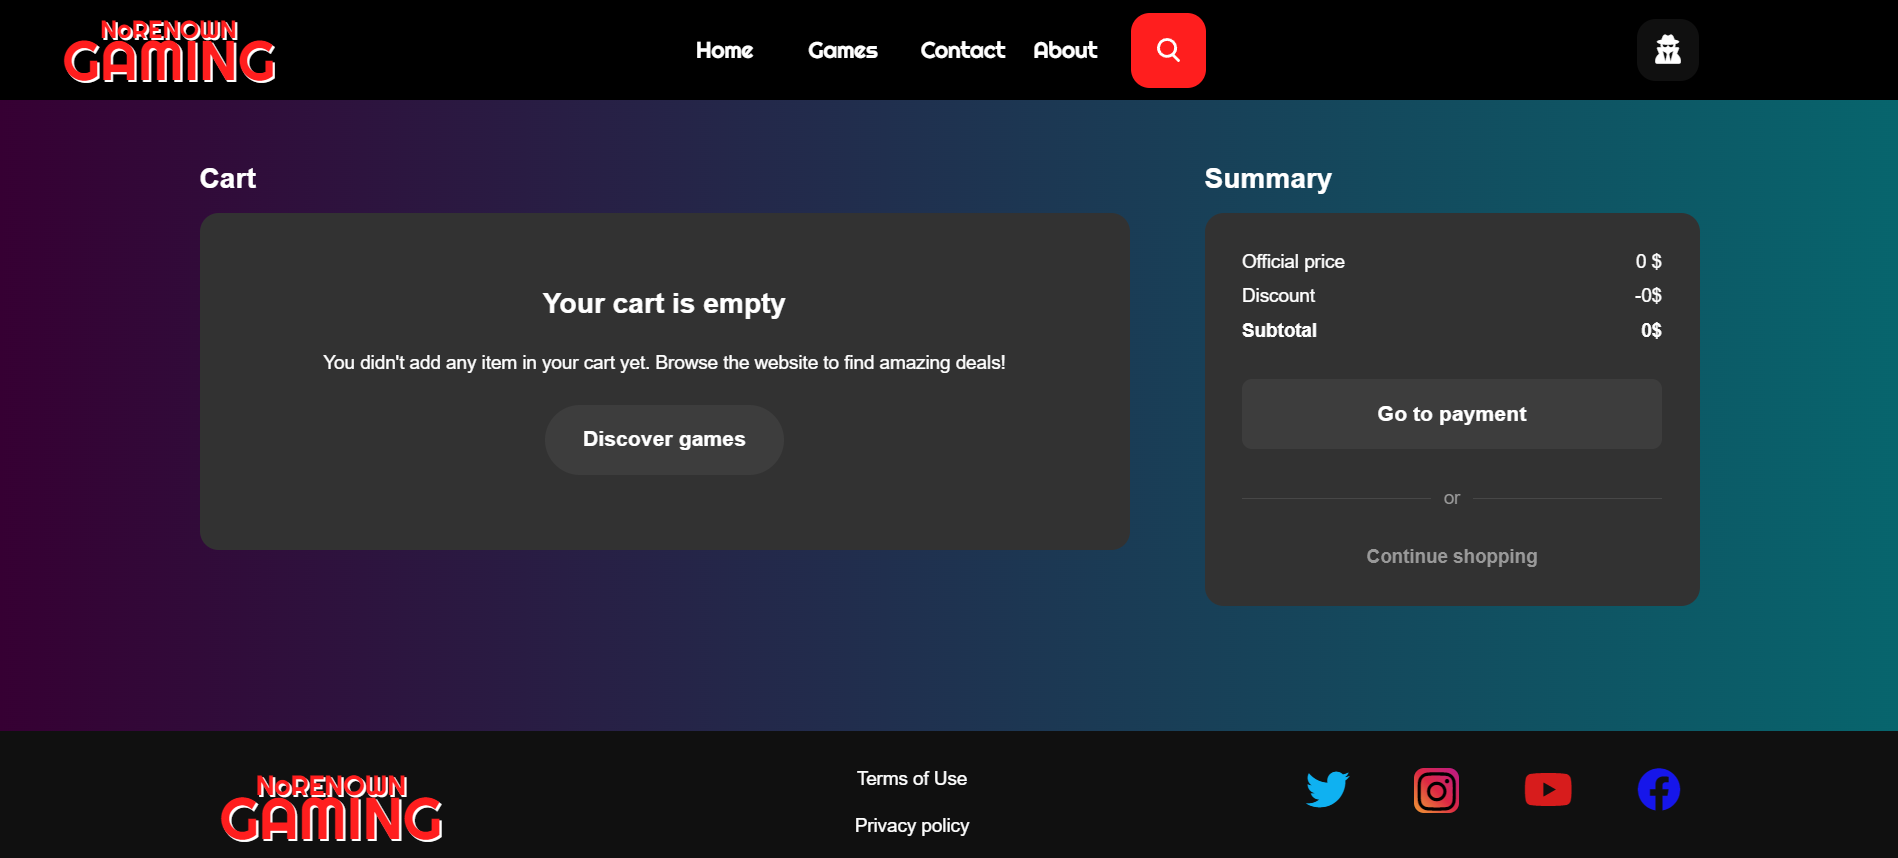 NoRENOWN
GAMING
Home
Games
Contact
About
Cart
Your cart is empty
You didn't add any item in your cart yet. Browse the website to find amazing deals!
Discover games
Summary
Official price 0 $
Discount -0$
Subtotal 0$
Go to payment
or
Continue shopping
NoRENOWN
GAMING
Terms of Use
Privacy policy